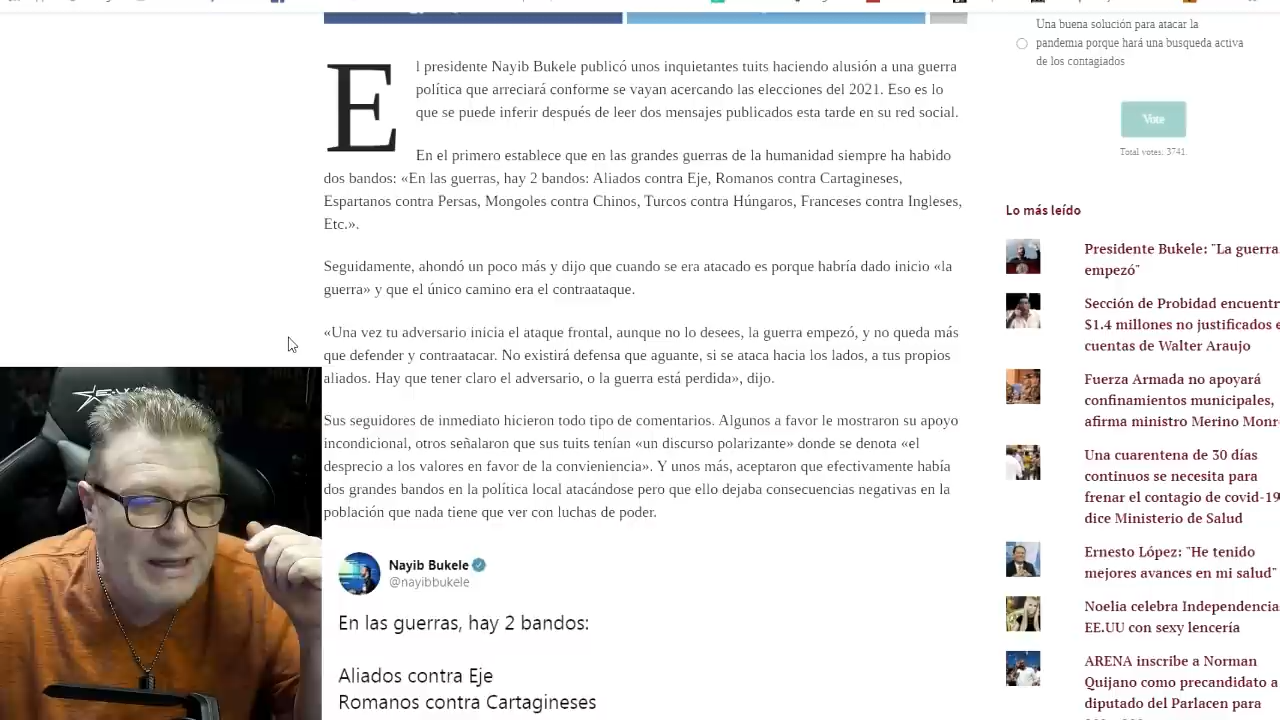 El presidente Nayib Bukele publicó unos inquietantes tuits haciendo alusión a una guerra
política que arreciará conforme se vayan acercando las elecciones del 2021. Eso es lo
que se puede inferir después de leer dos mensajes publicados esta tarde en su red social.
En el primero establece que en las grandes guerras de la humanidad siempre ha habido
dos bandos: «En las guerras, hay 2 bandos: Aliados contra Eje, Romanos contra Cartagineses,
Espartanos contra Persas, Mongoles contra Chinos, Turcos contra Húngaros, Franceses contra Ingleses,
Etc.».
Seguidamente, ahondó un poco más y dijo que cuando se era atacado es porque habría dado inicio «la
guerra» y que el único camino era el contraataque.
«Una vez tu adversario inicia el ataque frontal, aunque no lo desees, la guerra empezó, y no queda más
que defender y contraatacar. No existirá defensa que aguante, si se ataca hacia los lados, a tus propios
aliados. Hay que tener claro el adversario, o la guerra está perdida», dijo.
Sus seguidores de inmediato hicieron todo tipo de comentarios. Algunos a favor le mostraron su apoyo
incondicional, otros señalaron que sus tuits tenían «un discurso polarizante» donde se denota «el
desprecio a los valores en favor de la convieniencia». Y unos más, aceptaron que efectivamente había
dos grandes bandos en la política local atacándose pero que ello dejaba consecuencias negativas en la
población que nada tiene que ver con luchas de poder.
Nayib Bukele
@nayibbukele
En las guerras, hay 2 bandos:
Aliados contra Eje
Romanos contra Cartagineses
Una buena solución para atacar la
pandemia porque hará una busqueda activa
de los contagiados
Vote
Total votes: 3741.
Lo más leído
Presidente Bukele: "La guerra
empezó"
Sección de Probidad encuentr
$1.4 millones no justificados e
cuentas de Walter Araujo
Fuerza Armada no apoyará
confinamientos municipales,
afirma ministro Merino Monr
Una cuarentena de 30 días
continuos se necesita para
frenar el contagio de covid-19
dice Ministerio de Salud
Ernesto López: "He tenido
mejores avances en mi salud"
Noelia celebra Independencia
EE.UU con sexy lencería
ARENA inscribe a Norman
Quijano como precandidato a
diputado del Parlacen para